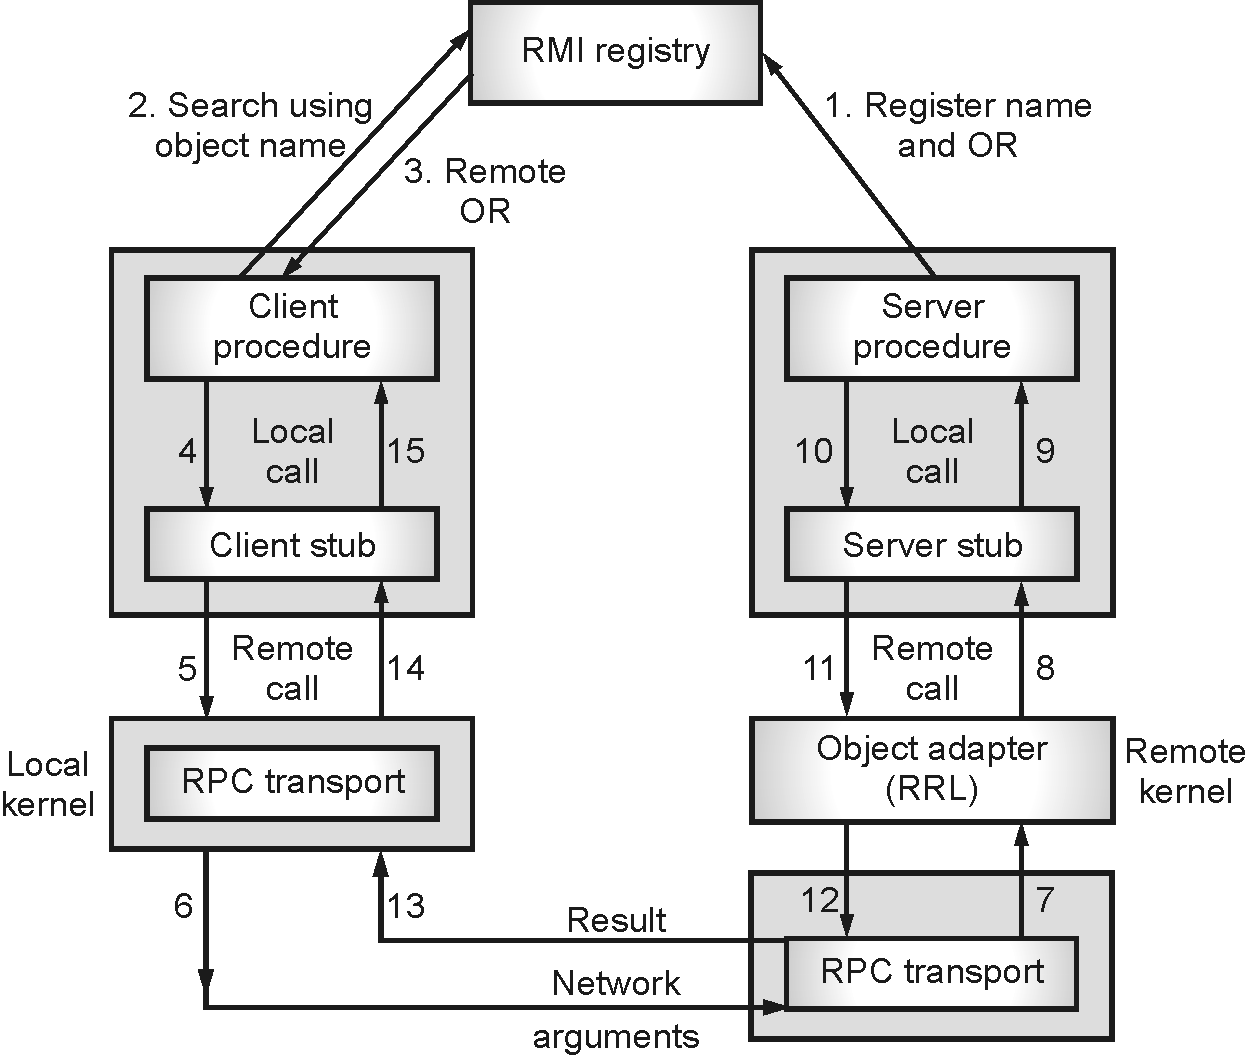 RMI registry
2. Search using
object name
1. Register name
and OR
3. Remote
OR
Client
procedure
Server
procedure
4
Local
call
15
10
Local
call
9
Client stub
Server stub
5
Remote
call
14
11
Remote
call
8
Local
kernel
RPC transport
Object adapter
(RRL)
Remote
kernel
6
13
12
7
Result
RPC transport
Network
arguments